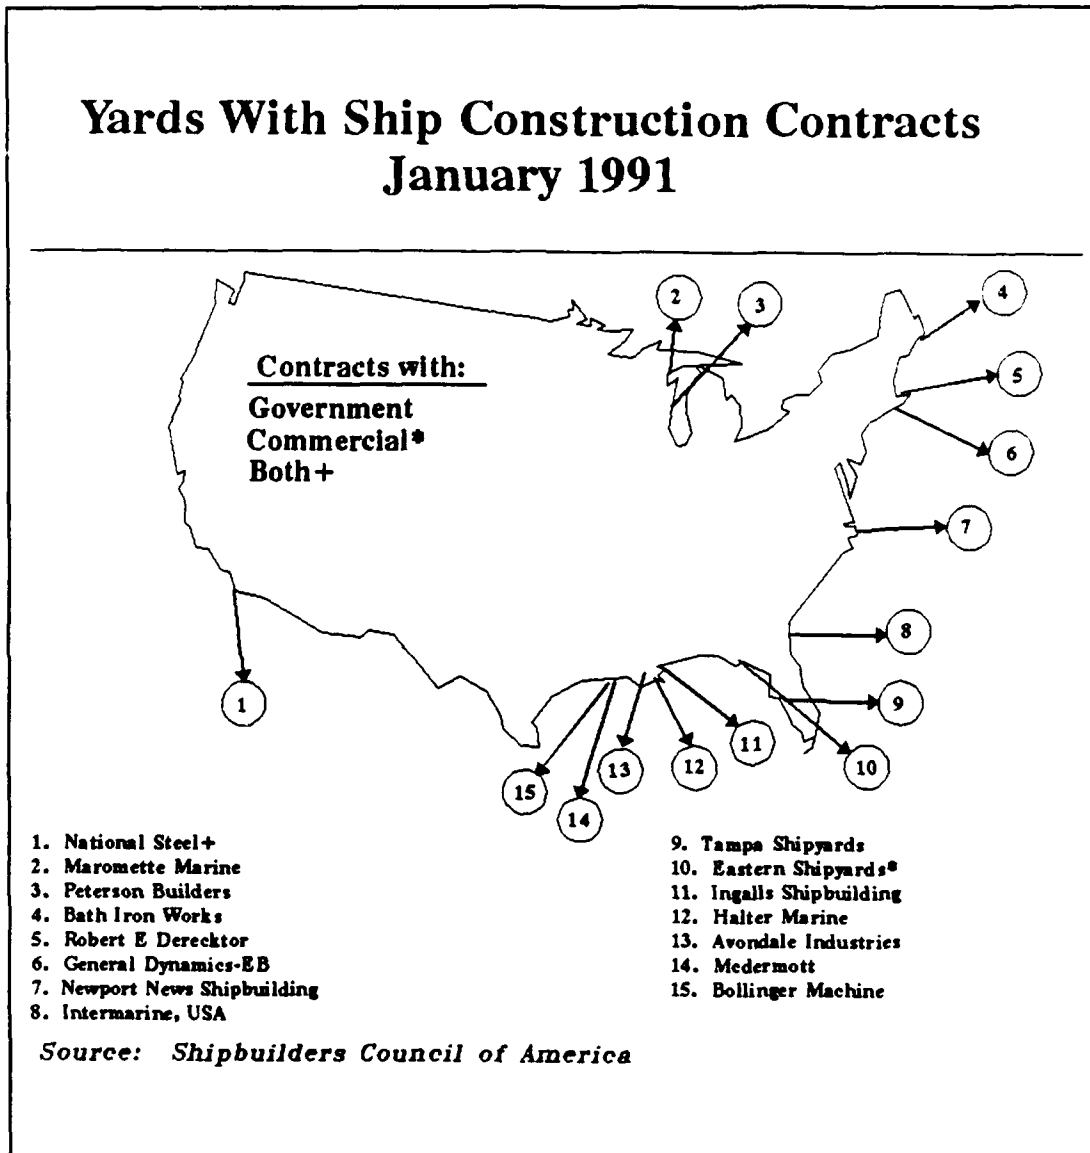 Yards With Ship Construction Contracts
January 1991
Contracts with:
Government
Commercial*
Both+
2
3
4
5
6
7
8
9
10
11
12
13
14
15
1
1. National Steel+
2. Maromette Marine
3. Peterson Builders
4. Bath Iron Works
5. Robert E Derecktor
6. General Dynamics-EB
7. Newport News Shipbuilding
8. Intermarine, USA
9. Tampa Shipyards
10. Eastern Shipyards*
11. Ingalls Shipbuilding
12. Halter Marine
13. Avondale Industries
14. Mcdermott
15. Bollinger Machine
Source: Shipbuilders Council of America